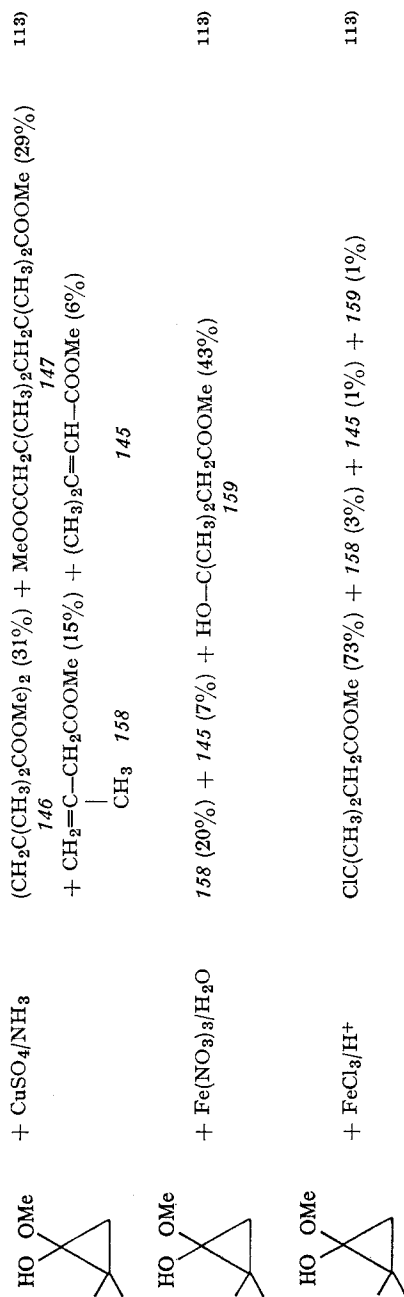 HO OMe
+ CuSO4/NH3
(CH2C(CH3)2COOMe)2 (31%) + MeOOCCH2C(CH3)2CH2C(CH3)2COOMe (29%)
113)
146 147
+ CH2=C–CH2COOMe (15%) + (CH3)2C=CH–COOMe (6%)
CH3 158 145
HO OMe
+ Fe(NO3)3/H2O
158 (20%) + 145 (7%) + HO–C(CH3)2CH2COOMe (43%)
113)
159
HO OMe
+ FeCl3/H+
ClC(CH3)2CH2COOMe (73%) + 158 (3%) + 145 (1%) + 159 (1%)
113)